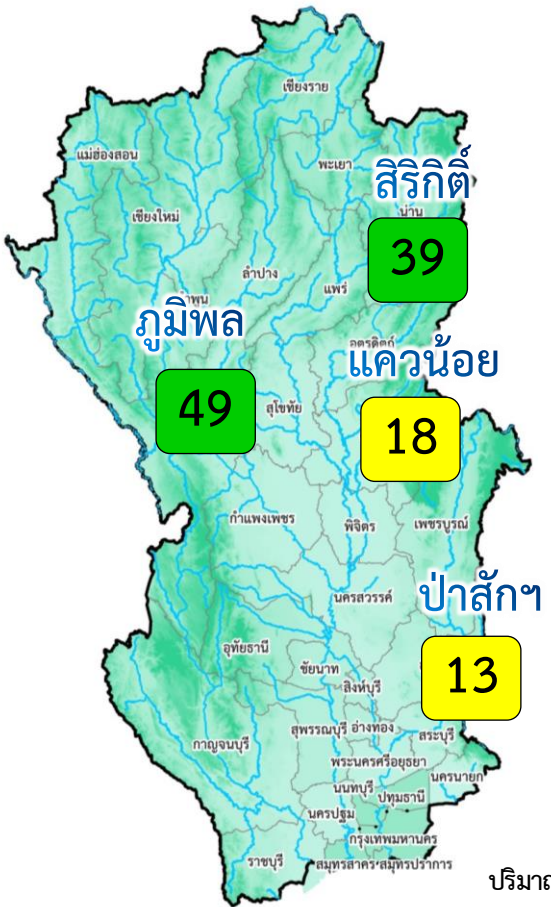 เชียงราย
แม่ฮ่องสอน
พะเยา
สิริกิติ์
เชียงใหม่
น่าน
39
ลำปาง
แพร่
ลำพูน
ภูมิพล
อุตรดิตถ์
แควน้อย
49
สุโขทัย
18
กำแพงเพชร
พิจิตร
เพชรบูรณ์
นครสวรรค์
ป่าสักฯ
อุทัยธานี
ชัยนาท
13
สิงห์บุรี
สุพรรณบุรี อ่างทอง
สระบุรี
กาญจนบุรี
พระนครศรีอยุธยา
นครนายก
นนทบุรี
ปทุมธานี
นครปฐม
กรุงเทพมหานคร
ราชบุรี
สมุทรสาคร
สมุทรปราการ